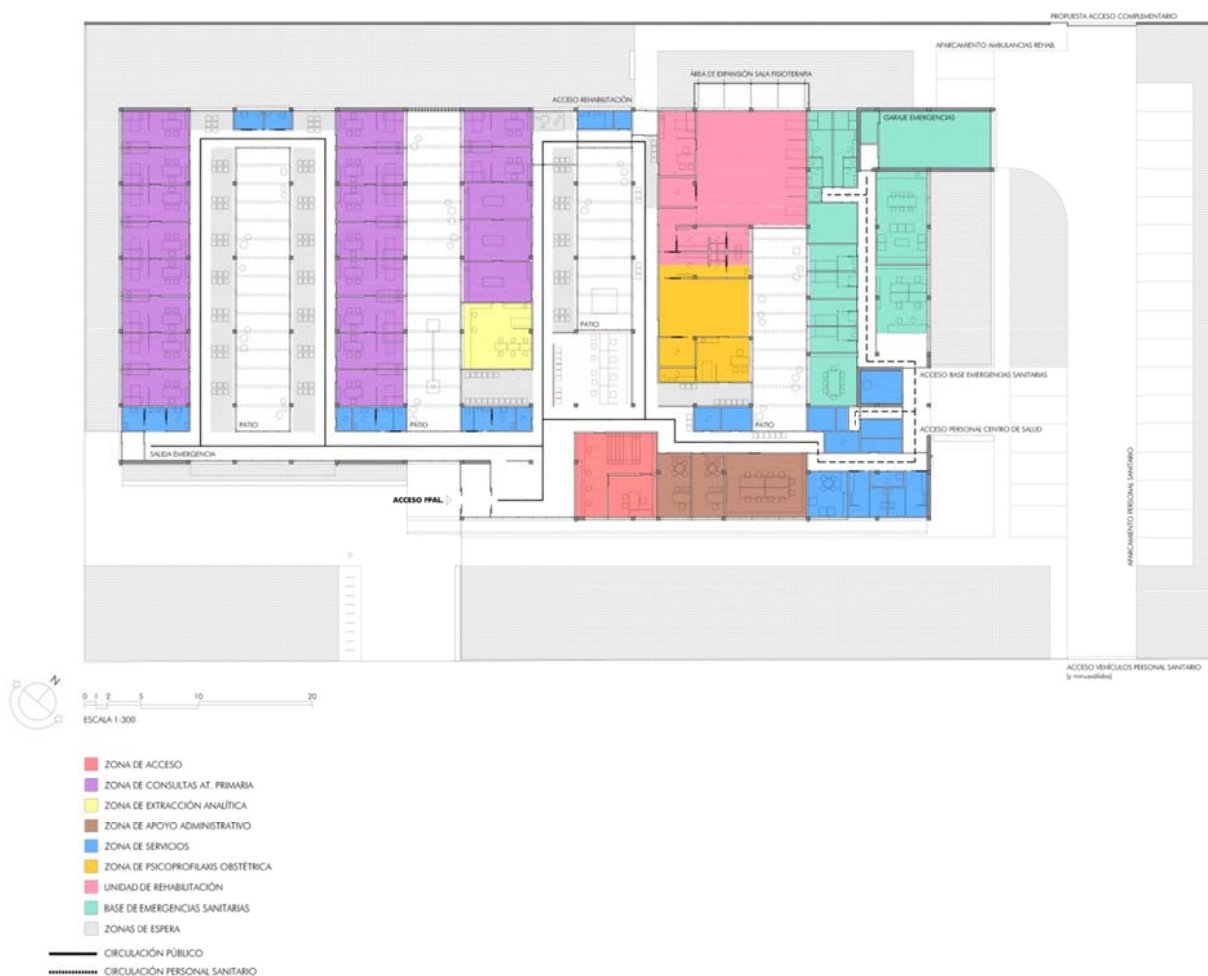 PROPUESTA ACCESO COMPLEMENTARIO
APARCAMIENTO AMBULANCIAS REHAB.
ÁREA DE EXPANSIÓN SALA FISIOTERAPIA
ACCESO REHABILITACIÓN
GARAJE EMERGENCIAS
PATIO
ACCESO BASE EMERGENCIAS SANITARIAS
PATIO
PATIO
PATIO
ACCESO PERSONAL CENTRO DE SALUD
SALIDA EMERGENCIA
ACCESO PPAL.
APARCAMIENTO PERSONAL SANITARIO
ACCESO VEHÍCULOS PERSONAL SANITARIO
(y minusválidos)
N
0 1 2 5 10 20
ESCALA 1:300
ZONA DE ACCESO
ZONA DE CONSULTAS AT. PRIMARIA
ZONA DE EXTRACCIÓN ANALÍTICA
ZONA DE APOYO ADMINISTRATIVO
ZONA DE SERVICIOS
ZONA DE PSICOPROFILAXIS OBSTÉTRICA
UNIDAD DE REHABILITACIÓN
BASE DE EMERGENCIAS SANITARIAS
ZONAS DE ESPERA
CIRCULACIÓN PÚBLICO
CIRCULACIÓN PERSONAL SANITARIO